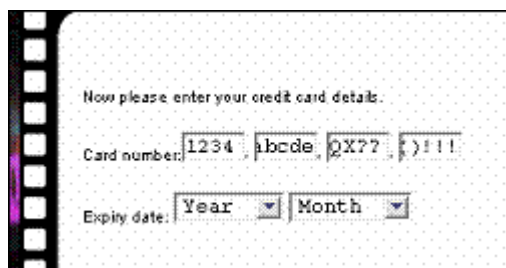 Now please enter your credit card details.
Card number: 1234 , abcde , QX?? , ()!!!
Expiry date: Year Month